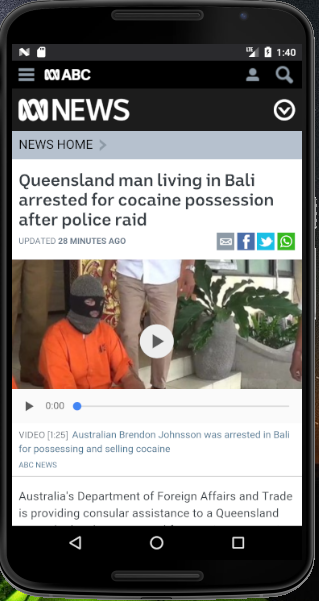 LTE 1:40
ABC
NEWS
NEWS HOME
Queensland man living in Bali
arrested for cocaine possession
after police raid
UPDATED 28 MINUTES AGO
0:00
VIDEO [1:25] Australian Brendon Johnsson was arrested in Bali
for possessing and selling cocaine
ABC NEWS
Australia's Department of Foreign Affairs and Trade
is providing consular assistance to a Queensland